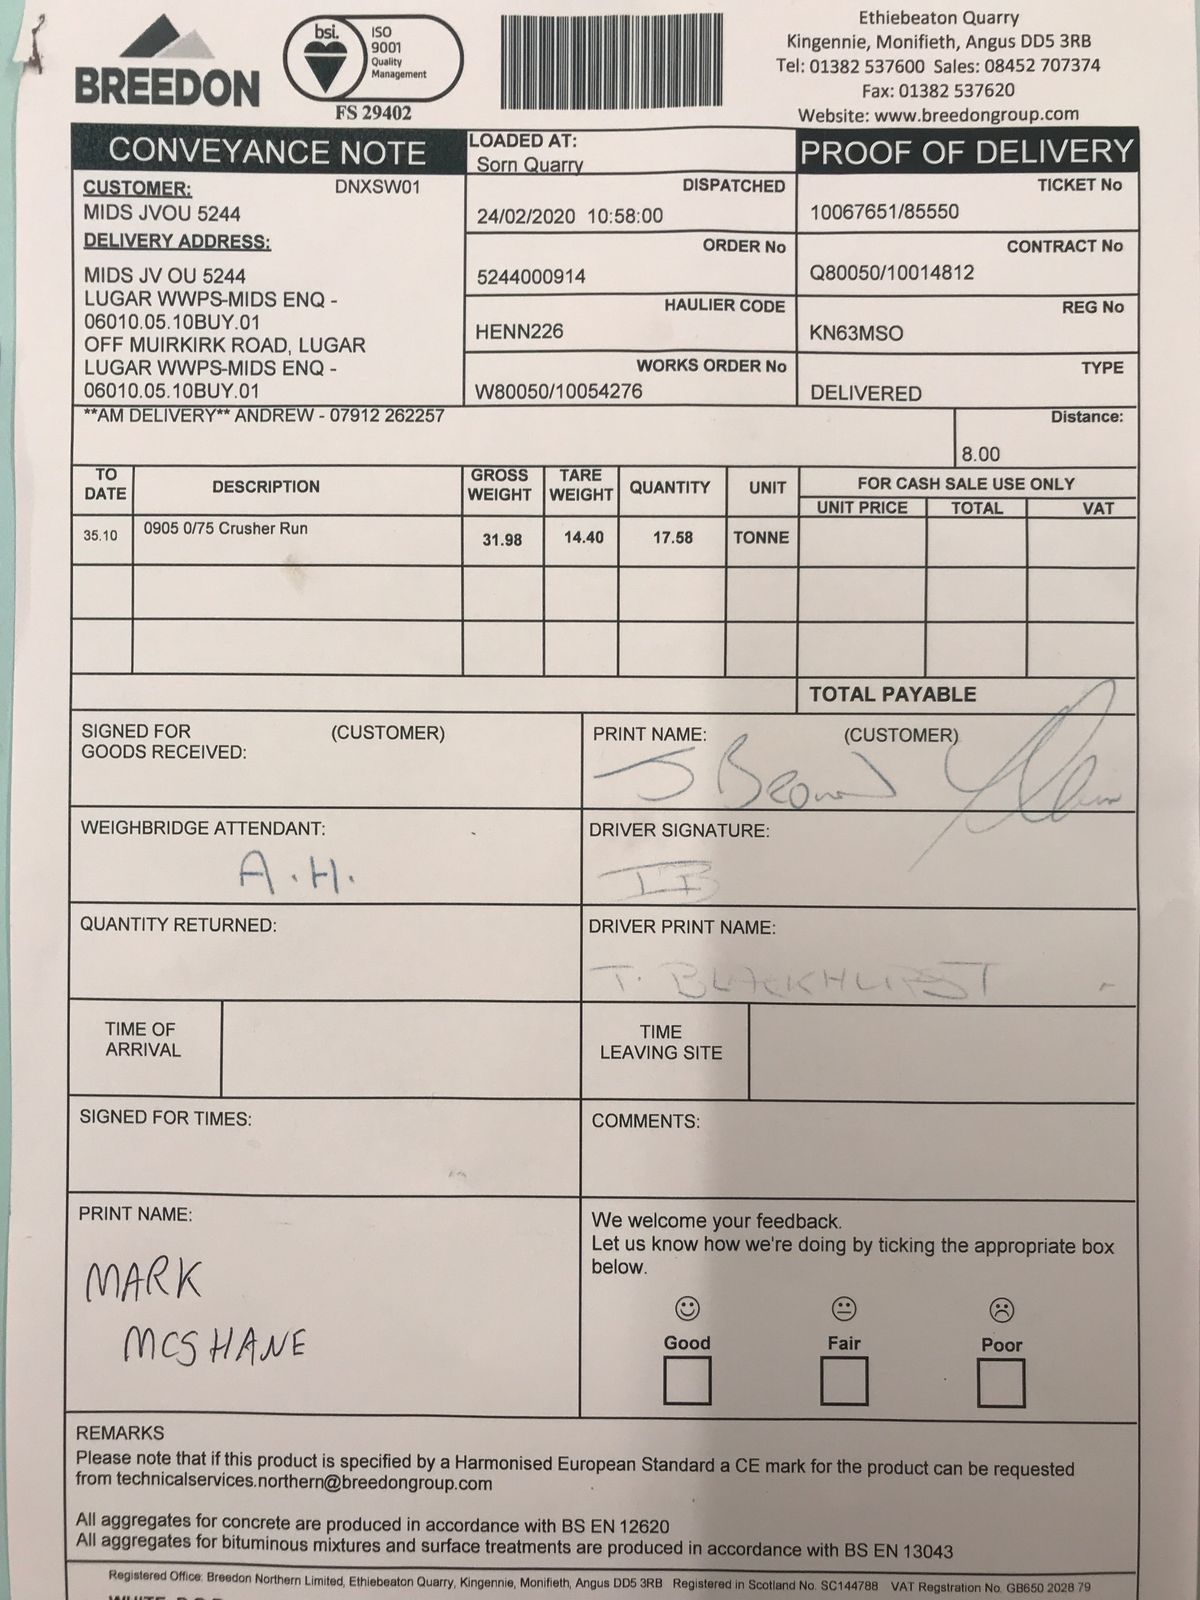 BREEDON
bsi.
ISO
9001
Quality
Management
FS 29402
Ethiebeaton Quarry
Kingennie, Monifieth, Angus DD5 3RB
Tel: 01382 537600 Sales: 08452 707374
Fax: 01382 537620
Website: www.breedongroup.com
CONVEYANCE NOTE
LOADED AT:
Sorn Quarry
PROOF OF DELIVERY
CUSTOMER: DNXSW01
MIDS JVOU 5244
DELIVERY ADDRESS:
MIDS JV OU 5244
LUGAR WWPS-MIDS ENQ -
06010.05.10BUY.01
OFF MUIRKIRK ROAD, LUGAR
LUGAR WWPS-MIDS ENQ -
06010.05.10BUY.01
DISPATCHED
24/02/2020 10:58:00
ORDER No
5244000914
HAULIER CODE
HENN226
WORKS ORDER No
W80050/10054276
TICKET No
10067651/85550
CONTRACT No
Q80050/10014812
REG No
KN63MSO
TYPE
DELIVERED
**AM DELIVERY** ANDREW - 07912 262257
Distance:
8.00
TO DATE DESCRIPTION GROSS WEIGHT TARE WEIGHT QUANTITY UNIT FOR CASH SALE USE ONLY
UNIT PRICE TOTAL VAT
35.10 0905 0/75 Crusher Run 31.98 14.40 17.58 TONNE
TOTAL PAYABLE
SIGNED FOR (CUSTOMER)
GOODS RECEIVED:
PRINT NAME: (CUSTOMER)
J Brown
WEIGHBRIDGE ATTENDANT:
A.H.
DRIVER SIGNATURE:
QUANTITY RETURNED:
DRIVER PRINT NAME:
T. BLACKHURST
TIME OF
ARRIVAL
TIME
LEAVING SITE
SIGNED FOR TIMES:
COMMENTS:
PRINT NAME:
MARK
MCSHANE
We welcome your feedback.
Let us know how we're doing by ticking the appropriate box
below.
Good Fair Poor
REMARKS
Please note that if this product is specified by a Harmonised European Standard a CE mark for the product can be requested
from technicalservices.northern@breedongroup.com
All aggregates for concrete are produced in accordance with BS EN 12620
All aggregates for bituminous mixtures and surface treatments are produced in accordance with BS EN 13043
Registered Office: Breedon Northern Limited, Ethiebeaton Quarry, Kingennie, Monifieth, Angus DD5 3RB Registered in Scotland No. SC144788 VAT Regstration No. GB650 2028 79